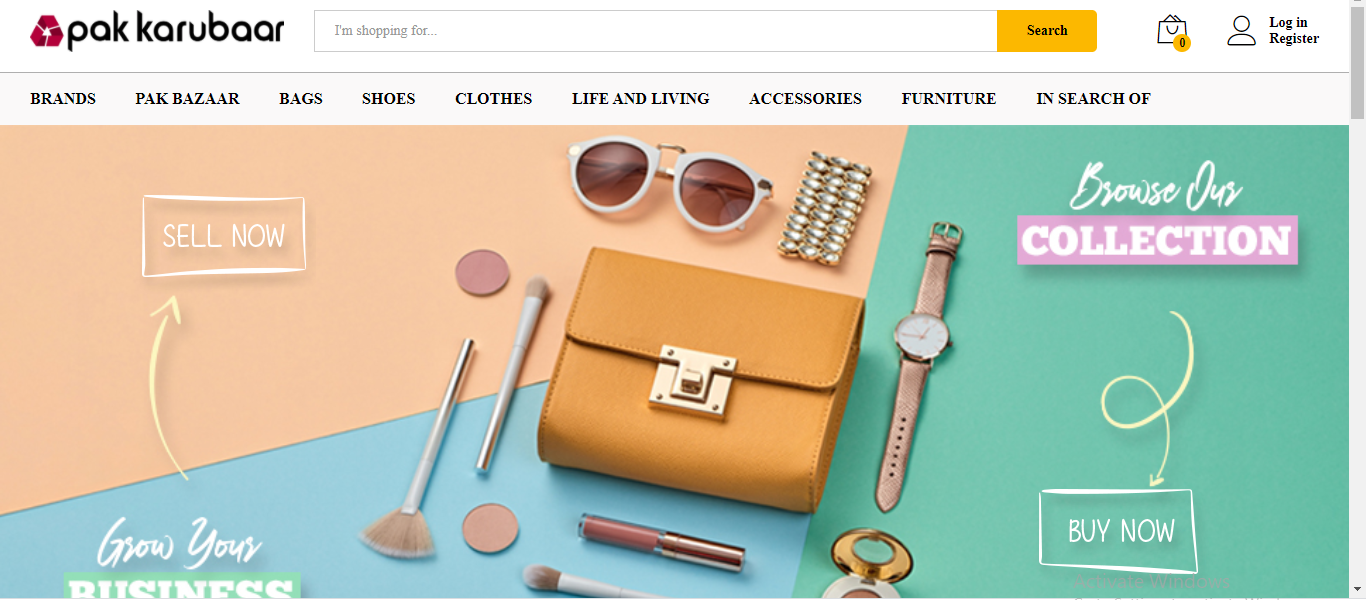 pak karubaar
I'm shopping for...
Search
0
Log in
Register
BRANDS PAK BAZAAR BAGS SHOES CLOTHES LIFE AND LIVING ACCESSORIES FURNITURE IN SEARCH OF
SELL NOW
Browse Our
COLLECTION
Grow Your
BUSINESS
BUY NOW
Activate Windows